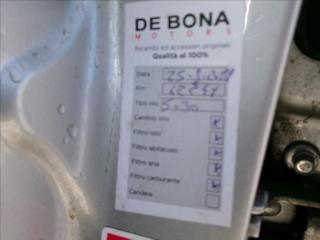 DE BONA
MOTORS
Ricambi ed accessori originali
Qualità al 100%
Data
Km
Tipo olio 5-30
Cambio olio
Filtro olio
Filtro abitacolo
Filtro aria
Filtro carburante
Candele